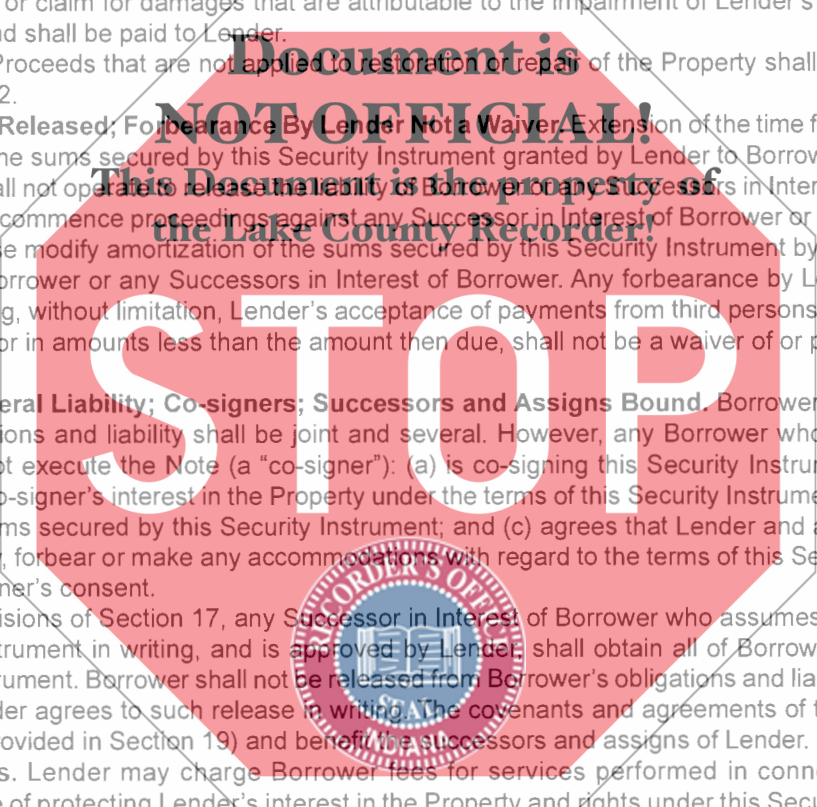 or claim for damages that are attributable to the impairment of Lender's
d shall be paid to Lender.
Proceeds that are not applied to restoration or repair of the Property shall
2.
Released; Forbearance By Lender Not a Waiver. Extension of the time f
he sums secured by this Security Instrument granted by Lender to Borrow
all not operate to release the liability of Borrower or any Successors in Inter
commence proceedings against any Successor in Interest of Borrower or
e modify amortization of the sums secured by this Security Instrument by
orrower or any Successors in Interest of Borrower. Any forbearance by L
g, without limitation, Lender's acceptance of payments from third persons
or in amounts less than the amount then due, shall not be a waiver of or p
eral Liability; Co-signers; Successors and Assigns Bound. Borrower
ions and liability shall be joint and several. However, any Borrower who
ot execute the Note (a “co-signer”): (a) is co-signing this Security Instru
o-signer's interest in the Property under the terms of this Security Instrume
ms secured by this Security Instrument; and (c) agrees that Lender and a
, forbear or make any accommodations with regard to the terms of this Se
ner's consent.
isions of Section 17, any Successor in Interest of Borrower who assumes
trument in writing, and is approved by Lender, shall obtain all of Borrow
rument. Borrower shall not be released from Borrower's obligations and lia
der agrees to such release in writing. The covenants and agreements of t
ovided in Section 19) and benefit the successors and assigns of Lender.
s. Lender may charge Borrower fees for services performed in conn
e of protecting Lender's interest in the Property and rights under this Secu
Document is
NOT OFFICIAL!
This Document is the property of
the Lake County Recorder!
STOP
RECORDER'S OFFICE
SEAL
INDIANA